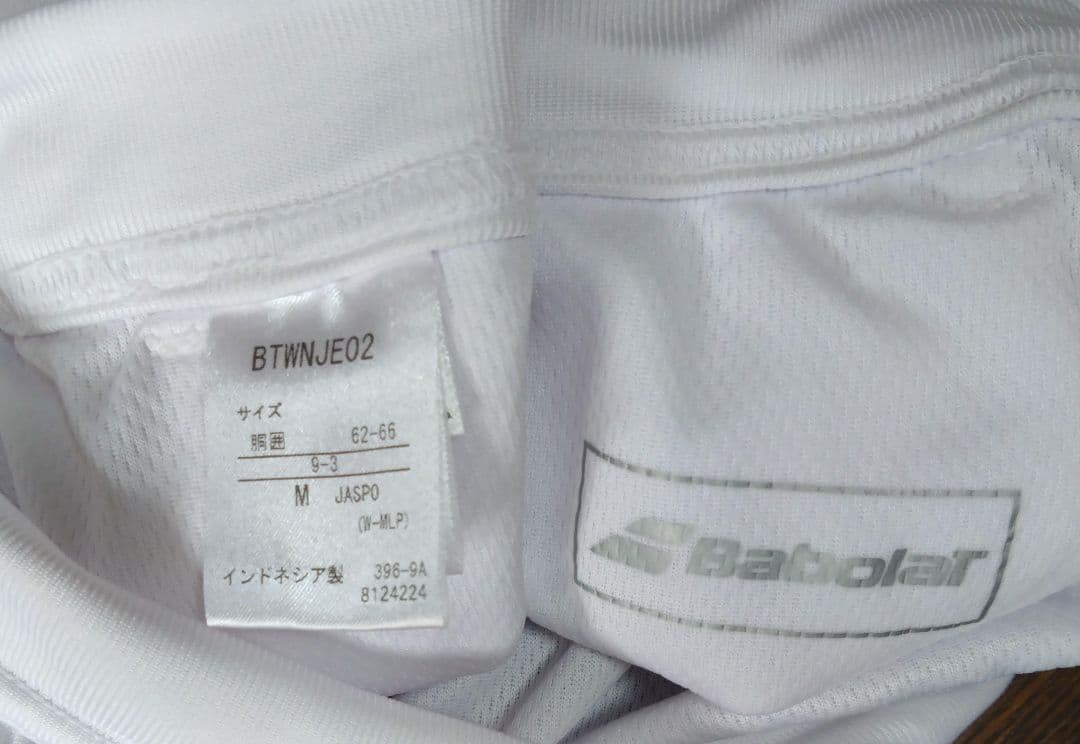 BTWNJE02
サイズ
胴囲 62-66
9-3
M JASPO
(W-MLP)
インドネシア製 396-9A
8124224
BaboLaT